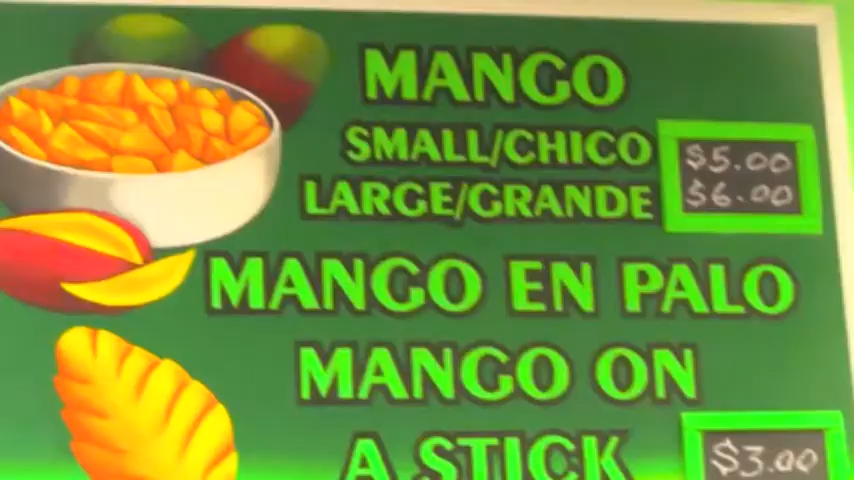 MANGO
SMALL/CHICO $5.00
LARGE/GRANDE $6.00
MANGO EN PALO
MANGO ON
A STICK $3.00